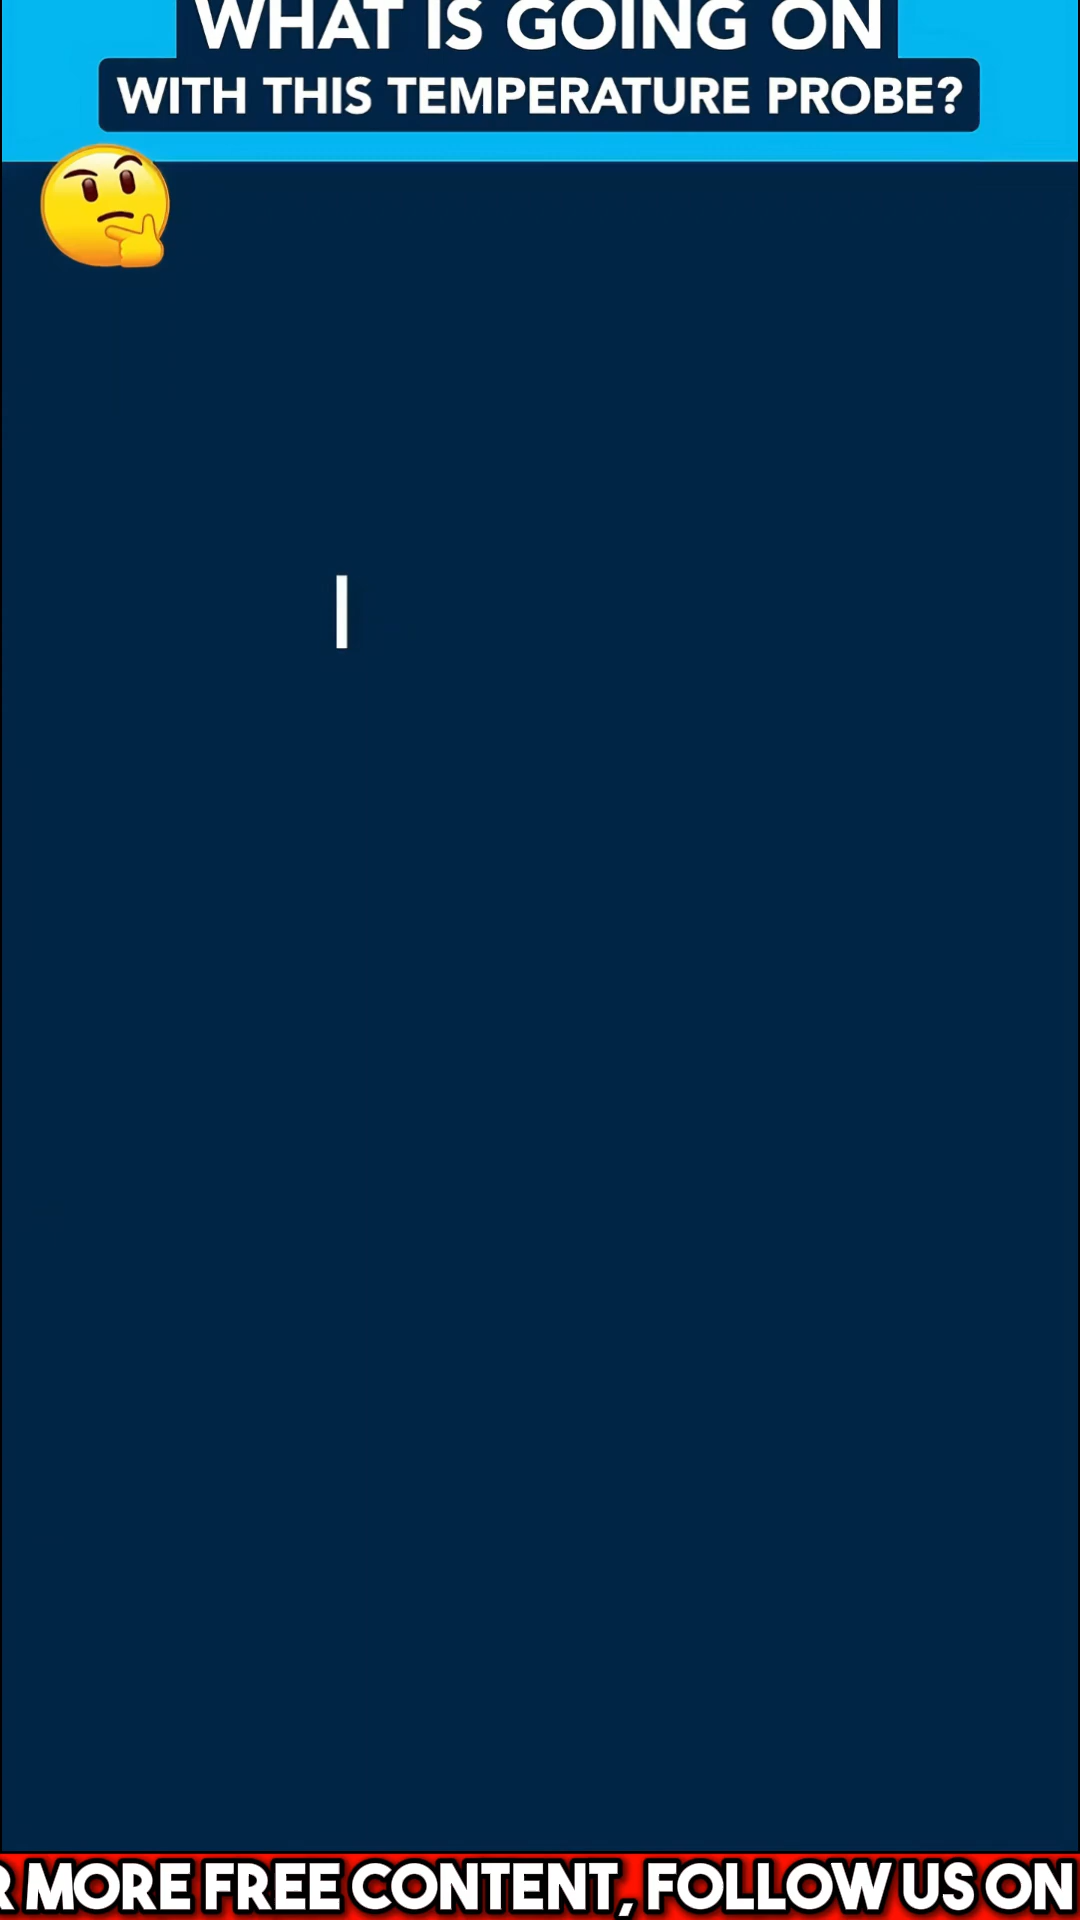 WHAT IS GOING ON
WITH THIS TEMPERATURE PROBE?
MORE FREE CONTENT, FOLLOW US ON